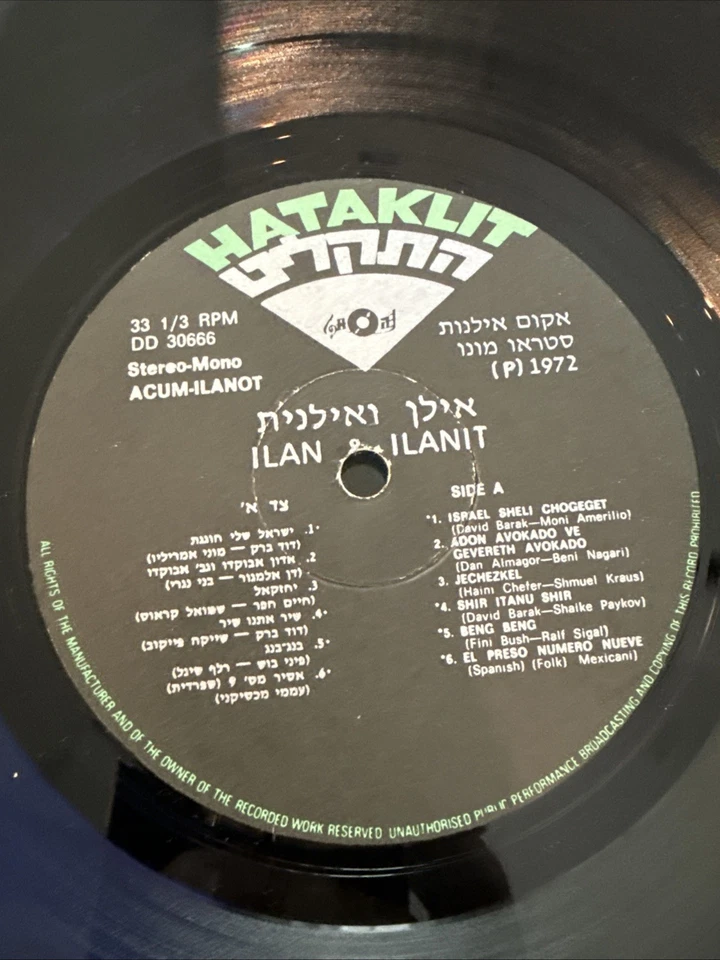 HATAKLIT
התקליט
33 1/3 RPM
DD 30666
Stereo-Mono
ACUM-ILANOT
אקום אילנות
סטראו מונו
(P) 1972
אילן ואילנית
ILAN & ILANIT
צד א'
*1. ישראל שלי חוגגת
(דוד ברק — מוני אמריליו)
2. אדון אבוקדו וגב' אבוקדו
(דן אלמגור — בני נגרי)
3. יחזקאל
(חיים חפר — שמואל קראוס)
*4. שיר אתנו שיר
(דוד ברק — שייקה פייקוב)
*5. בנג-בנג
(פיני בוש — רלף שיגל)
*6. אסיר מס' 9 (ספרדית)
(עממי מכסיקני)
SIDE A
*1. ISRAEL SHELI CHOGEGET
(David Barak—Moni Amerilio)
2. ADON AVOKADO VE
GEVERETH AVOKADO
(Dan Almagor—Beni Nagari)
3. JECHEZKEL
(Haim Chefer—Shmuel Kraus)
*4. SHIR ITANU SHIR
(David Barak—Shaike Paykov)
*5. BENG BENG
(Fini Bush—Ralf Sigal)
*6. EL PRESO NUMERO NUEVE
(Spanish) (Folk) Mexicani)
ALL RIGHTS OF THE MANUFACTURER AND OF THE OWNER OF THE RECORDED WORK RESERVED UNAUTHORISED PUBLIC PERFORMANCE BROADCASTING AND COPYING OF THIS RECORD PROHIBITED